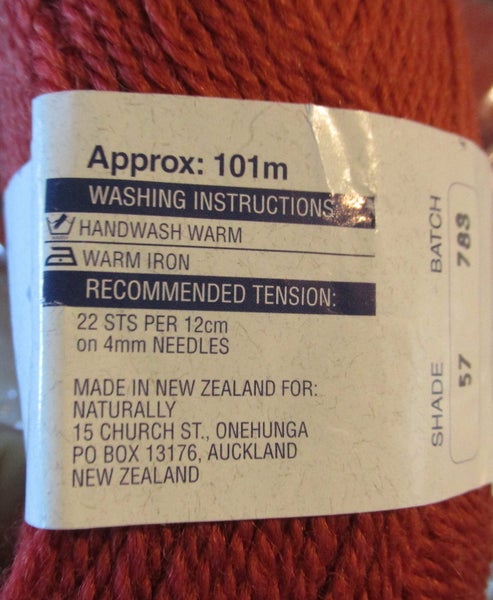 Approx: 101m
WASHING INSTRUCTIONS
HANDWASH WARM
WARM IRON
RECOMMENDED TENSION:
22 STS PER 12cm
on 4mm NEEDLES
MADE IN NEW ZEALAND FOR:
NATURALLY
15 CHURCH ST., ONEHUNGA
PO BOX 13176, AUCKLAND
NEW ZEALAND
SHADE 57
BATCH 783